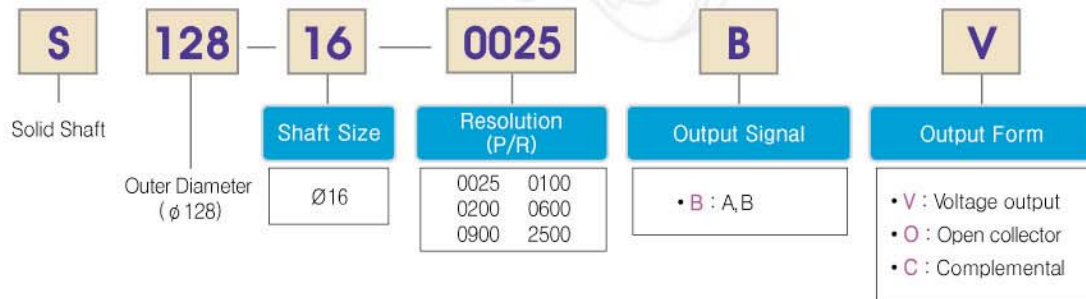 S 128 — 16 — 0025 B V
Solid Shaft
Outer Diameter
(ϕ128)
Shaft Size
Ø16
Resolution
(P/R)
0025 0100
0200 0600
0900 2500
Output Signal
• B : A,B
Output Form
• V : Voltage output
• O : Open collector
• C : Complemental